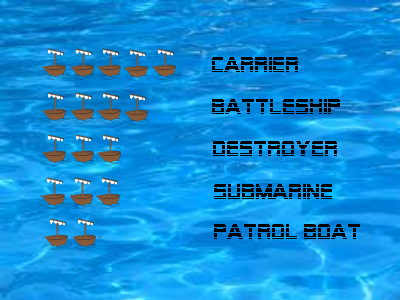 CARRIER
BATTLESHIP
DESTROYER
SUBMARINE
PATROL BOAT